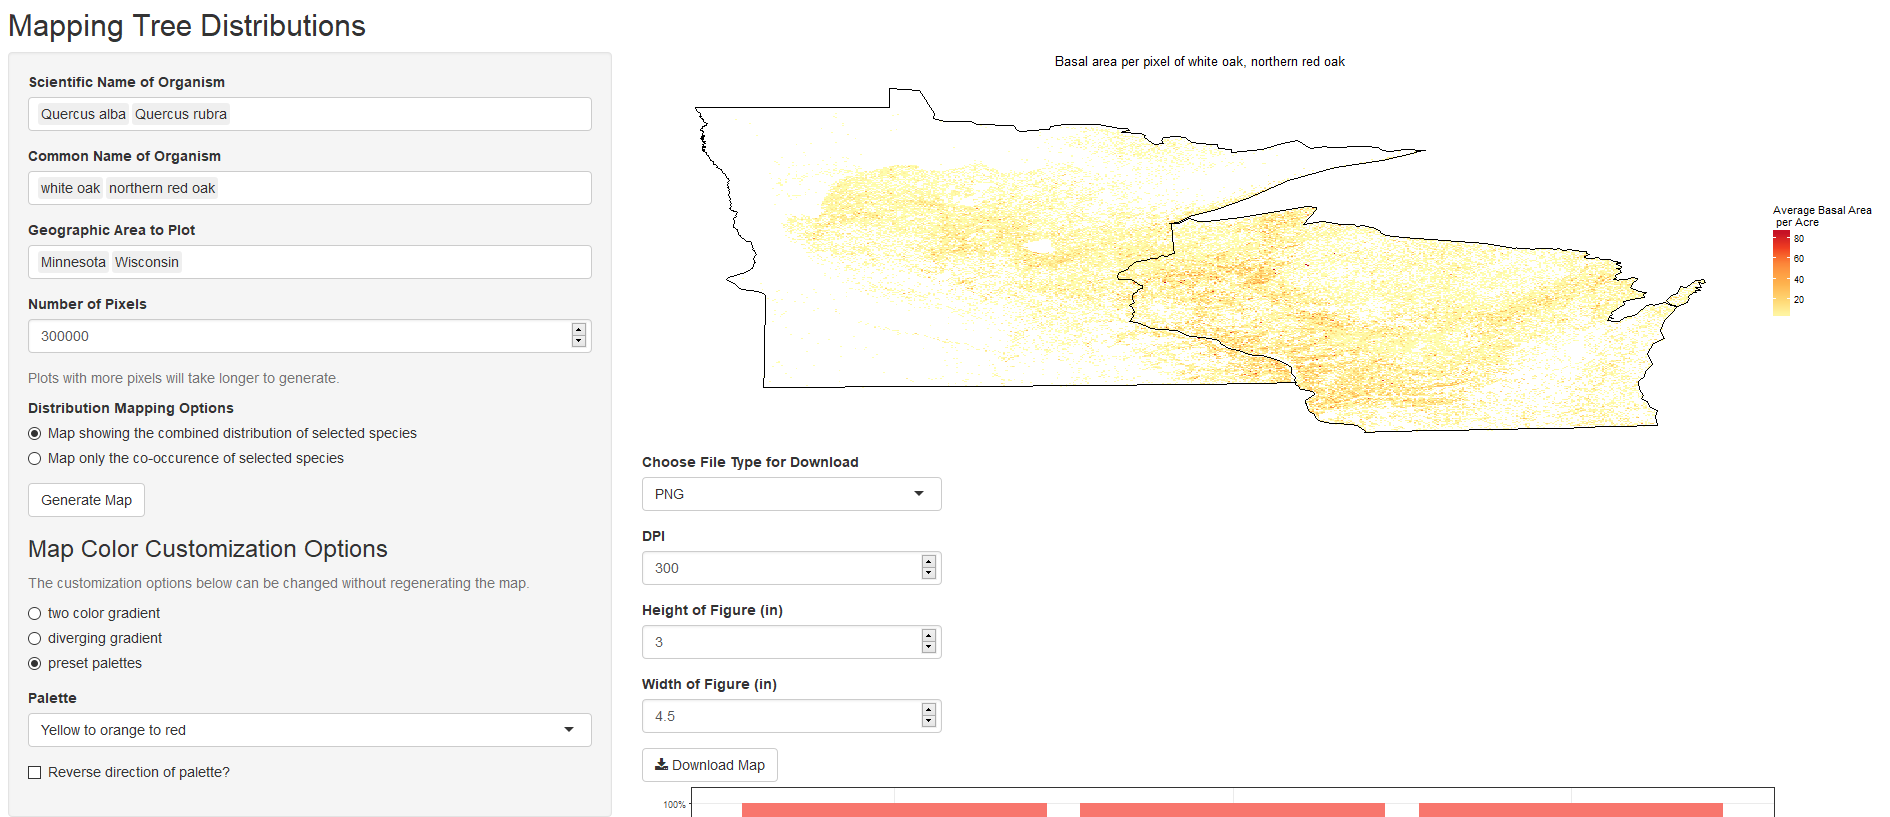 Mapping Tree Distributions
Scientific Name of Organism
Quercus alba Quercus rubra
Common Name of Organism
white oak northern red oak
Geographic Area to Plot
Minnesota Wisconsin
Number of Pixels
300000
Plots with more pixels will take longer to generate.
Distribution Mapping Options
Map showing the combined distribution of selected species
Map only the co-occurence of selected species
Generate Map
Map Color Customization Options
The customization options below can be changed without regenerating the map.
two color gradient
diverging gradient
preset palettes
Palette
Yellow to orange to red
Reverse direction of palette?
Basal area per pixel of white oak, northern red oak
Average Basal Area
per Acre
80
60
40
20
Choose File Type for Download
PNG
DPI
300
Height of Figure (in)
3
Width of Figure (in)
4.5
Download Map
100%